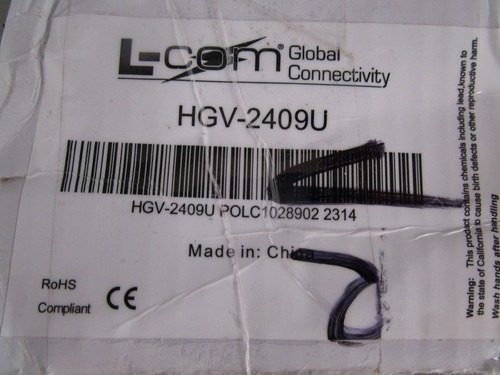 L-com® Global
Connectivity
HGV-2409U
HGV-2409U POLC1028902 2314
Made in: China
RoHS
Compliant CE
Warning: This product contains chemicals including lead,known to
the state of California to cause birth defects or other reproductive harm.
Wash hands after handling